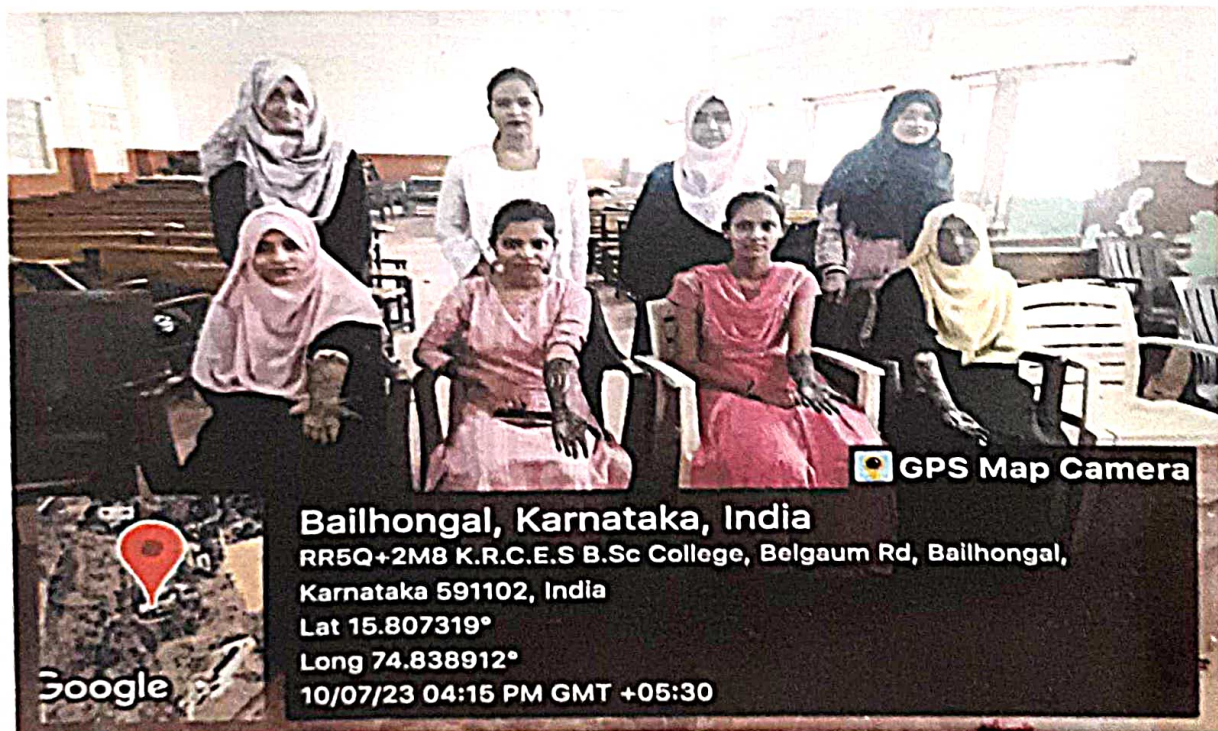 GPS Map Camera
Bailhongal, Karnataka, India
RR5Q+2M8 K.R.C.E.S B.Sc College, Belgaum Rd, Bailhongal,
Karnataka 591102, India
Lat 15.807319°
Long 74.838912°
10/07/23 04:15 PM GMT +05:30
Google